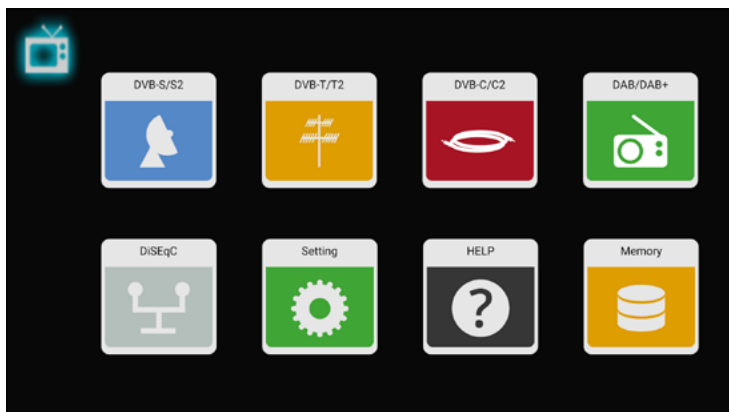 DVB-S/S2
DVB-T/T2
DVB-C/C2
DAB/DAB+
DiSEqC
Setting
HELP
Memory
?